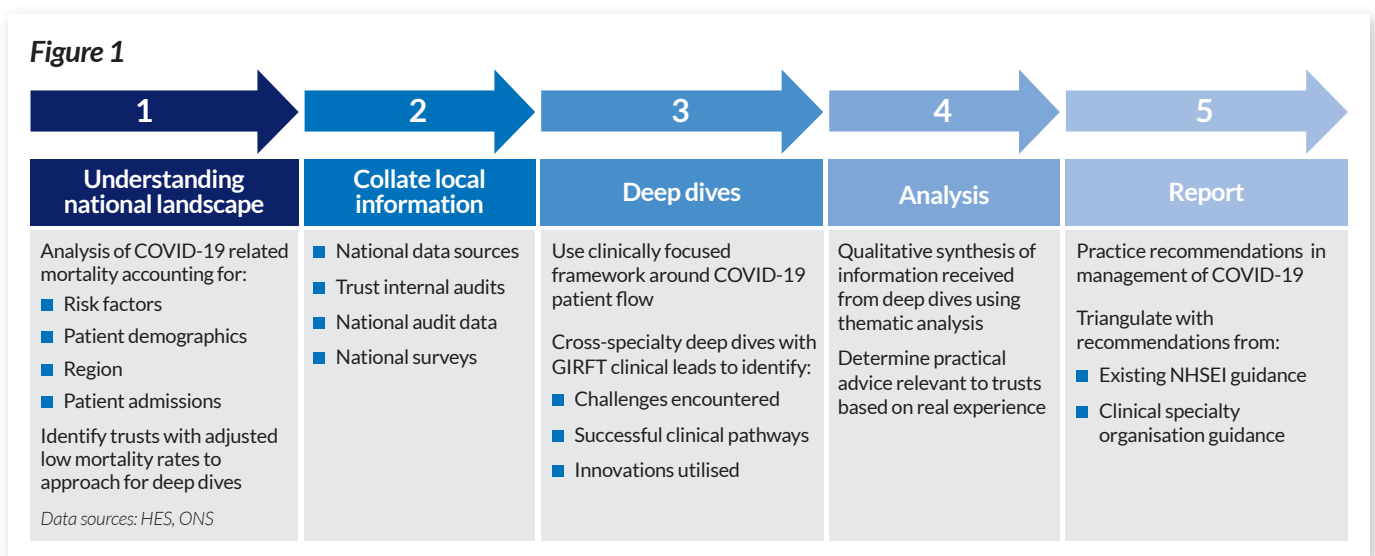 Figure 1
1
2
3
4
5
Understanding
national landscape
Collate local
information
Deep dives
Analysis
Report
Analysis of COVID-19 related
mortality accounting for:
Risk factors
Patient demographics
Region
Patient admissions
Identify trusts with adjusted
low mortality rates to
approach for deep dives
Data sources: HES, ONS
National data sources
Trust internal audits
National audit data
National surveys
Use clinically focused
framework around COVID-19
patient flow
Cross-specialty deep dives with
GIRFT clinical leads to identify:
Challenges encountered
Successful clinical pathways
Innovations utilised
Qualitative synthesis of
information received
from deep dives using
thematic analysis
Determine practical
advice relevant to trusts
based on real experience
Practice recommendations in
management of COVID-19
Triangulate with
recommendations from:
Existing NHSEI guidance
Clinical specialty
organisation guidance